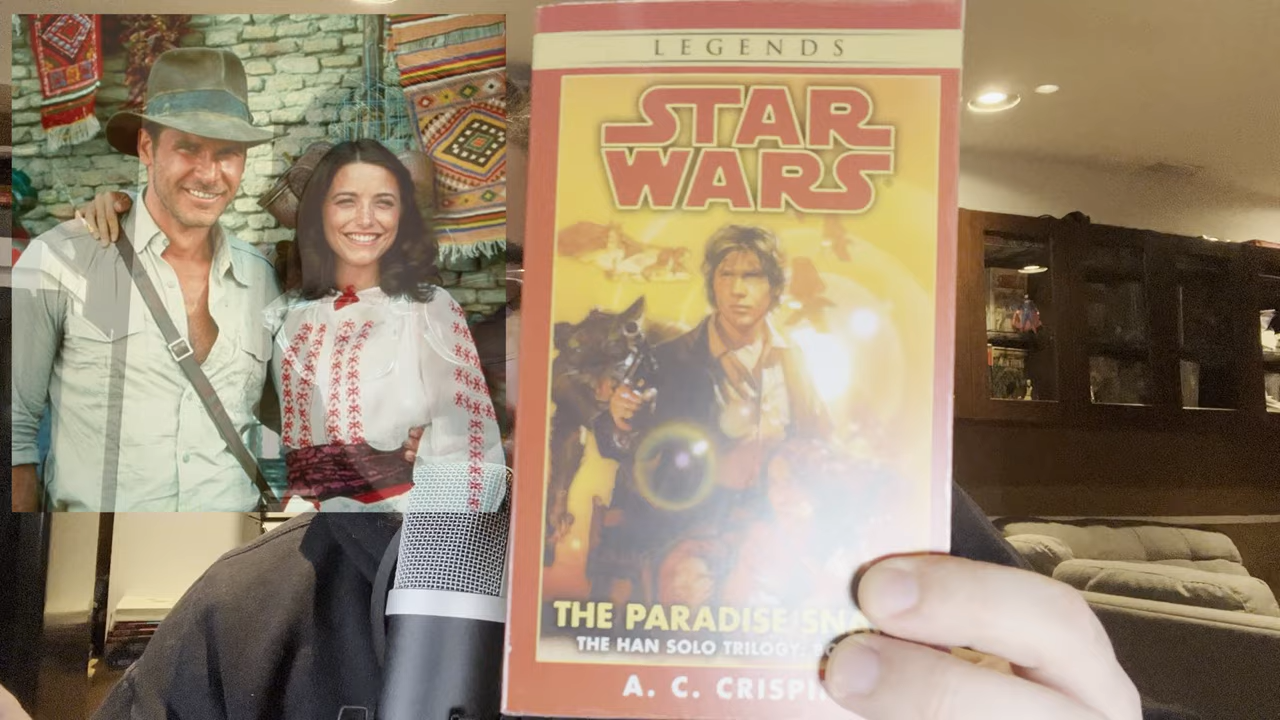 LEGENDS
STAR
WARS
THE PARADISE SNA
THE HAN SOLO TRILOGY:
A. C. CRISPI